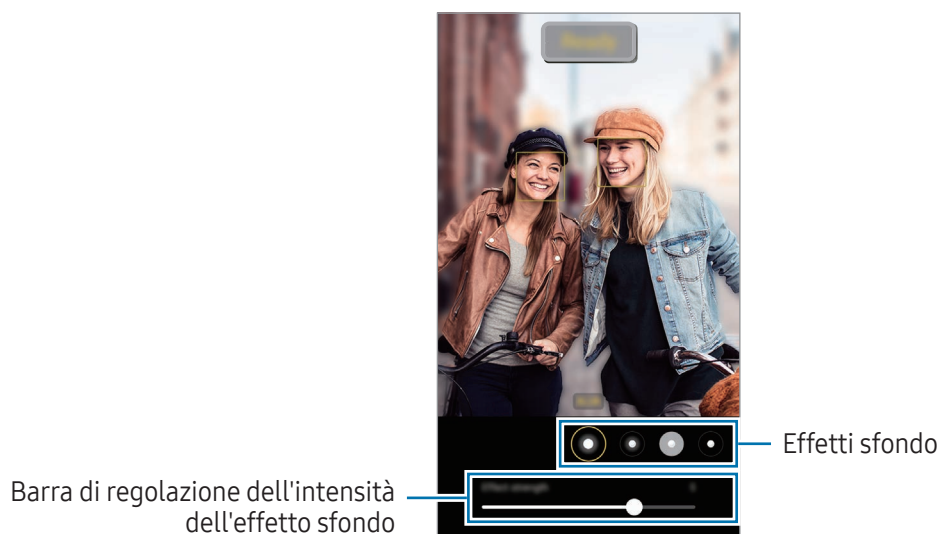 Effetti sfondo
Barra di regolazione dell'intensità
dell'effetto sfondo